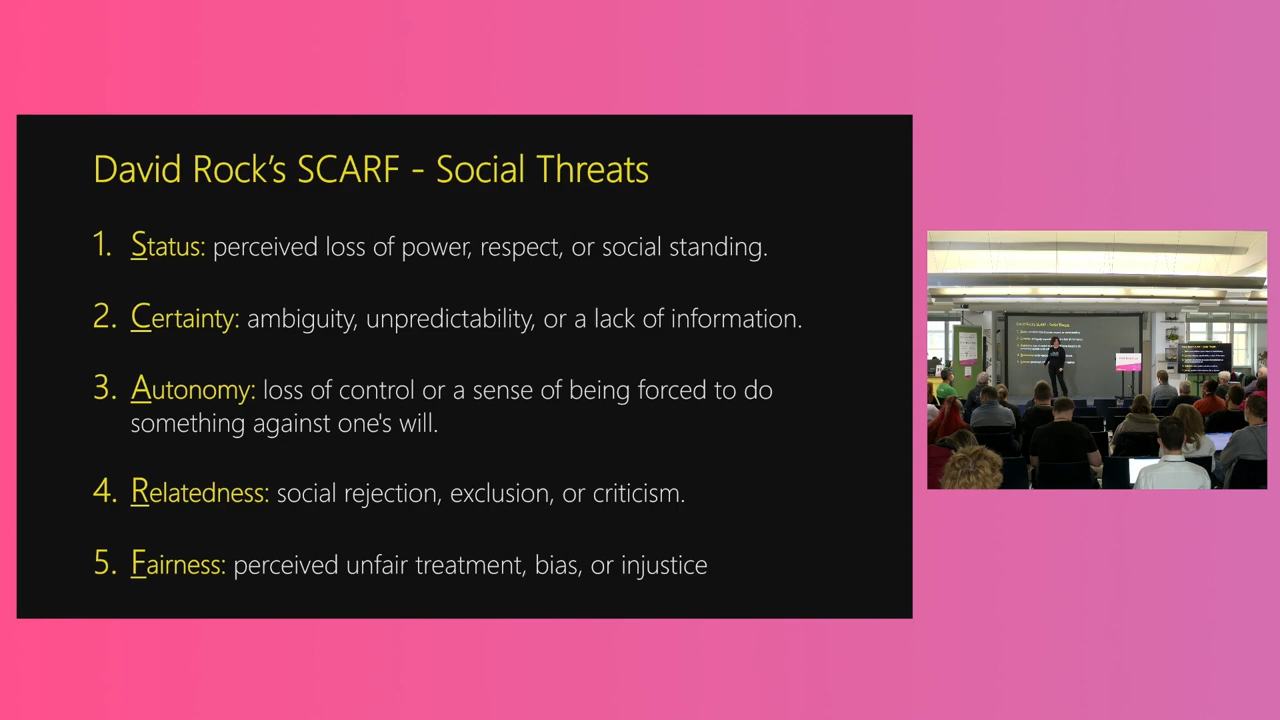 David Rock's SCARF - Social Threats
1. Status: perceived loss of power, respect, or social standing.
2. Certainty: ambiguity, unpredictability, or a lack of information.
3. Autonomy: loss of control or a sense of being forced to do
something against one's will.
4. Relatedness: social rejection, exclusion, or criticism.
5. Fairness: perceived unfair treatment, bias, or injustice